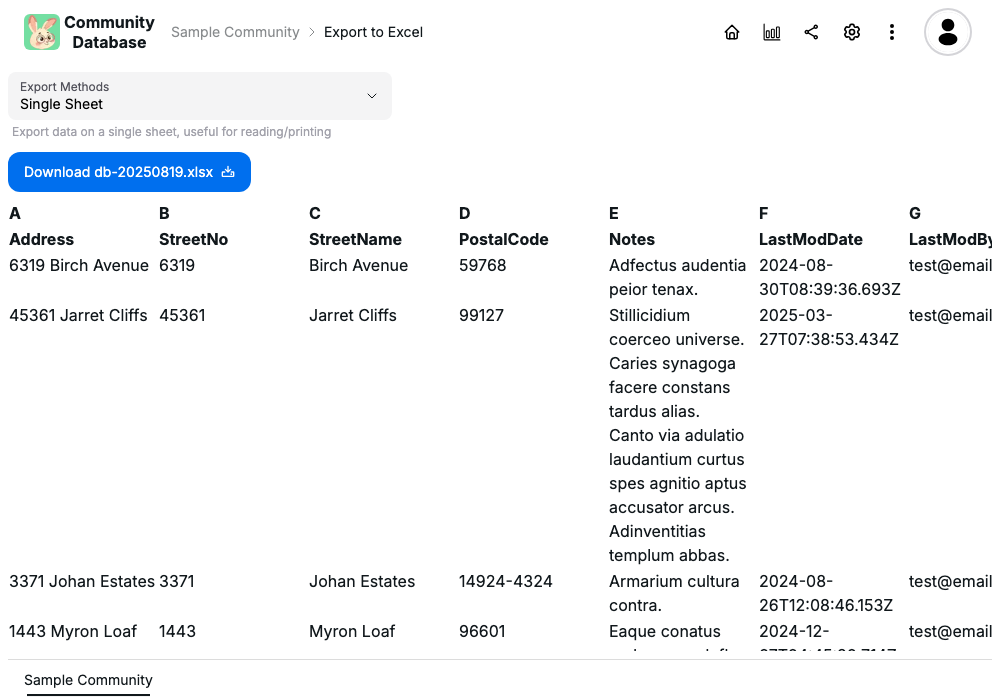 Community Database
Sample Community > Export to Excel
Export Methods
Single Sheet
Export data on a single sheet, useful for reading/printing
Download db-20250819.xlsx
A B C D E F G
Address StreetNo StreetName PostalCode Notes LastModDate LastModBy
6319 Birch Avenue 6319 Birch Avenue 59768 Adfectus audentia 2024-08- test@email
peior tenax. 30T08:39:36.693Z
45361 Jarret Cliffs 45361 Jarret Cliffs 99127 Stillicidium 2025-03- test@email
coerceo universe. 27T07:38:53.434Z
Caries synagoga
facere constans
tardus alias.
Canto via adulatio
laudantium curtus
spes agnitio aptus
accusator arcus.
Adinventitias
templum abbas.
3371 Johan Estates 3371 Johan Estates 14924-4324 Armarium cultura 2024-08- test@email
contra. 26T12:08:46.153Z
1443 Myron Loaf 1443 Myron Loaf 96601 Eaque conatus 2024-12- test@email
Sample Community